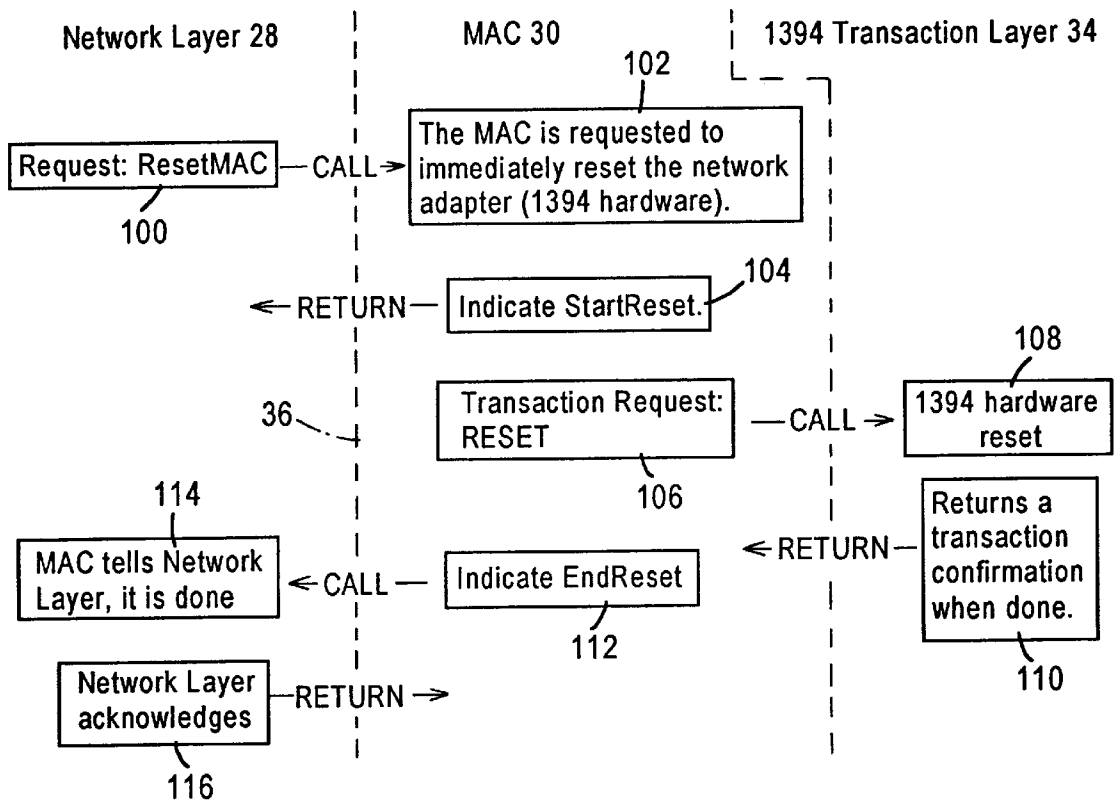 Network Layer 28
MAC 30
1394 Transaction Layer 34
102
Request: ResetMAC
CALL
The MAC is requested to
immediately reset the network
adapter (1394 hardware).
100
RETURN
Indicate StartReset.
104
108
36
Transaction Request:
RESET
CALL
1394 hardware
reset
106
114
RETURN
Returns a
transaction
confirmation
when done.
MAC tells Network
Layer, it is done
CALL
Indicate EndReset
112
110
Network Layer
acknowledges
RETURN
116